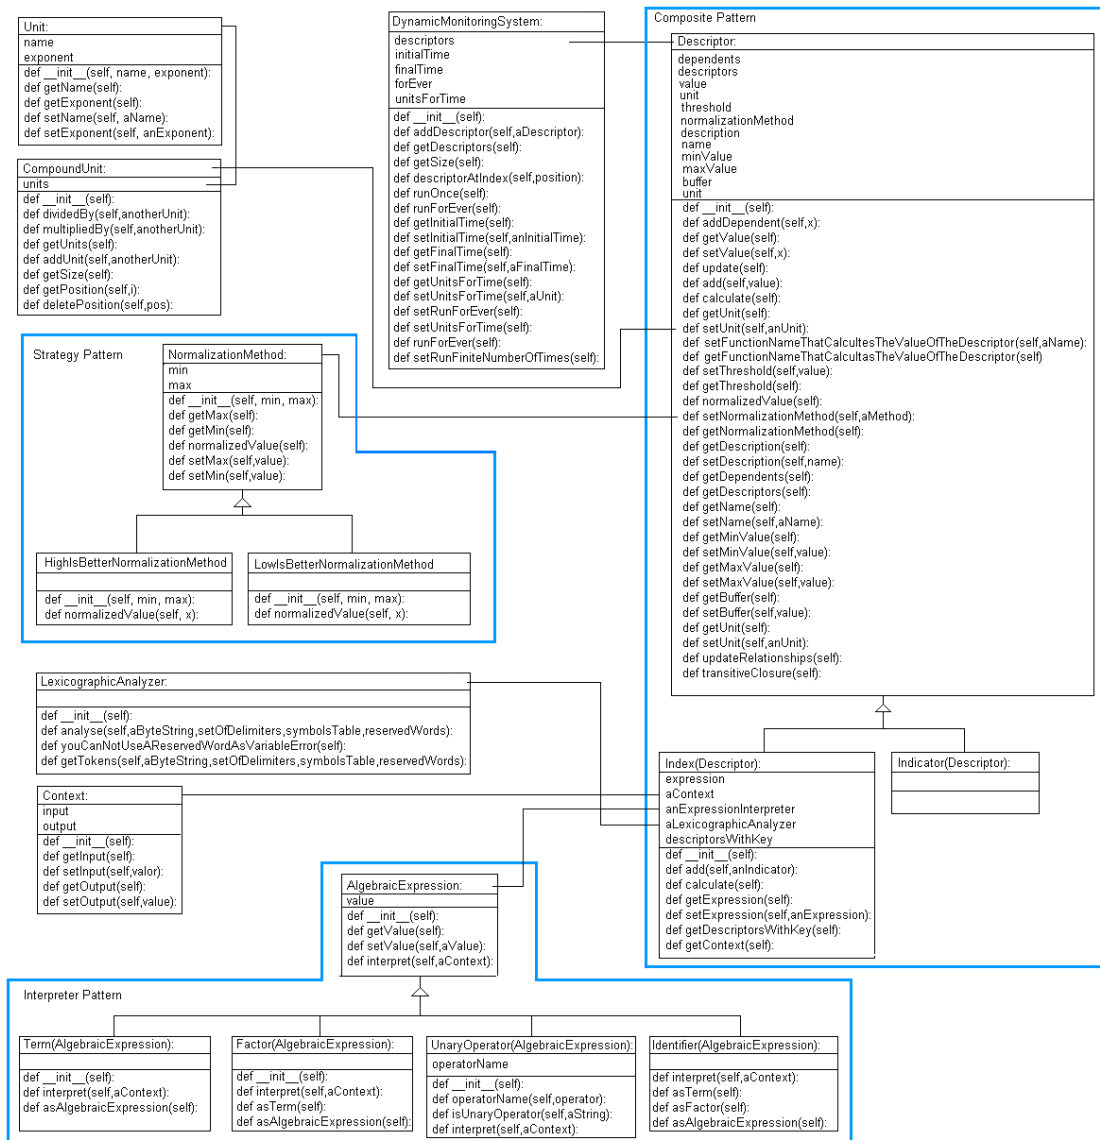 Unit:
name
exponent
def __init__(self, name, exponent):
def getName(self):
def getExponent(self):
def setName(self, aName):
def setExponent(self, anExponent):
CompoundUnit:
units
def __init__(self):
def dividedBy(self,anotherUnit):
def multipliedBy(self,anotherUnit):
def getUnits(self):
def addUnit(self,anotherUnit):
def getSize(self):
def getPosition(self,i):
def deletePosition(self,pos):
DynamicMonitoringSystem:
descriptors
initialTime
finalTime
forEver
unitsForTime
def __init__(self):
def addDescriptor(self,aDescriptor):
def getDescriptors(self):
def getSize(self):
def descriptorAtIndex(self,position):
def runOnce(self):
def runForEver(self):
def getInitialTime(self):
def setInitialTime(self,anInitialTime):
def getFinalTime(self):
def setFinalTime(self,aFinalTime):
def getUnitsForTime(self):
def setUnitsForTime(self,aUnit):
def setRunForEver(self):
def setUnitsForTime(self):
def runForEver(self):
def setRunFiniteNumberOfTimes(self):
Composite Pattern
Descriptor:
dependents
descriptors
value
unit
threshold
normalizationMethod
description
name
minValue
maxValue
buffer
unit
def __init__(self):
def addDependent(self,x):
def getValue(self):
def setValue(self,x):
def update(self):
def add(self,value):
def calculate(self):
def getUnit(self):
def setUnit(self,anUnit):
def setFunctionNameThatCalcultesTheValueOfTheDescriptor(self,aName):
def getFunctionNameThatCalcultasTheValueOfTheDescriptor(self)
def setThreshold(self,value):
def getThreshold(self):
def normalizedValue(self):
def setNormalizationMethod(self,aMethod):
def getNormalizationMethod(self):
def getDescription(self):
def setDescription(self,name):
def getDependents(self):
def getDescriptors(self):
def getName(self):
def setName(self,aName):
def getMinValue(self):
def setMinValue(self,value):
def getMaxValue(self):
def setMaxValue(self,value):
def getBuffer(self):
def setBuffer(self,value):
def getUnit(self):
def setUnit(self,anUnit):
def updateRelationships(self):
def transitiveClosure(self):
Strategy Pattern
NormalizationMethod:
min
max
def __init__(self, min, max):
def getMax(self):
def getMin(self):
def normalizedValue(self):
def setMax(self,value):
def setMin(self,value):
HighIsBetterNormalizationMethod
def __init__(self, min, max):
def normalizedValue(self, x):
LowIsBetterNormalizationMethod
def __init__(self, min, max):
def normalizedValue(self, x):
LexicographicAnalyzer:
def __init__(self):
def analyse(self,aByteString,setOfDelimiters,symbolsTable,reservedWords):
def youCanNotUseAReservedWordAsVariableError(self):
def getTokens(self,aByteString,setOfDelimiters,symbolsTable,reservedWords):
Context:
input
output
def __init__(self):
def getInput(self):
def setInput(self,valor):
def getOutput(self):
def setOutput(self,value):
Index(Descriptor):
expression
aContext
anExpressionInterpreter
aLexicographicAnalyzer
descriptorsWithKey
def __init__(self):
def add(self,anIndicator):
def calculate(self):
def getExpression(self):
def setExpression(self,anExpression):
def getDescriptorsWithKey(self):
def getContext(self):
Indicator(Descriptor):
AlgebraicExpression:
value
def __init__(self):
def getValue(self):
def setValue(self,aValue):
def interpret(self,aContext):
Interpreter Pattern
Term(AlgebraicExpression):
def __init__(self):
def interpret(self,aContext):
def asAlgebraicExpression(self):
Factor(AlgebraicExpression):
def __init__(self):
def interpret(self,aContext):
def asTerm(self):
def asAlgebraicExpression(self):
UnaryOperator(AlgebraicExpression):
operatorName
def __init__(self):
def operatorName(self,operator):
def isUnaryOperator(self,aString):
def interpret(self,aContext):
Identifier(AlgebraicExpression):
def interpret(self,aContext):
def asTerm(self):
def asFactor(self):
def asAlgebraicExpression(self):